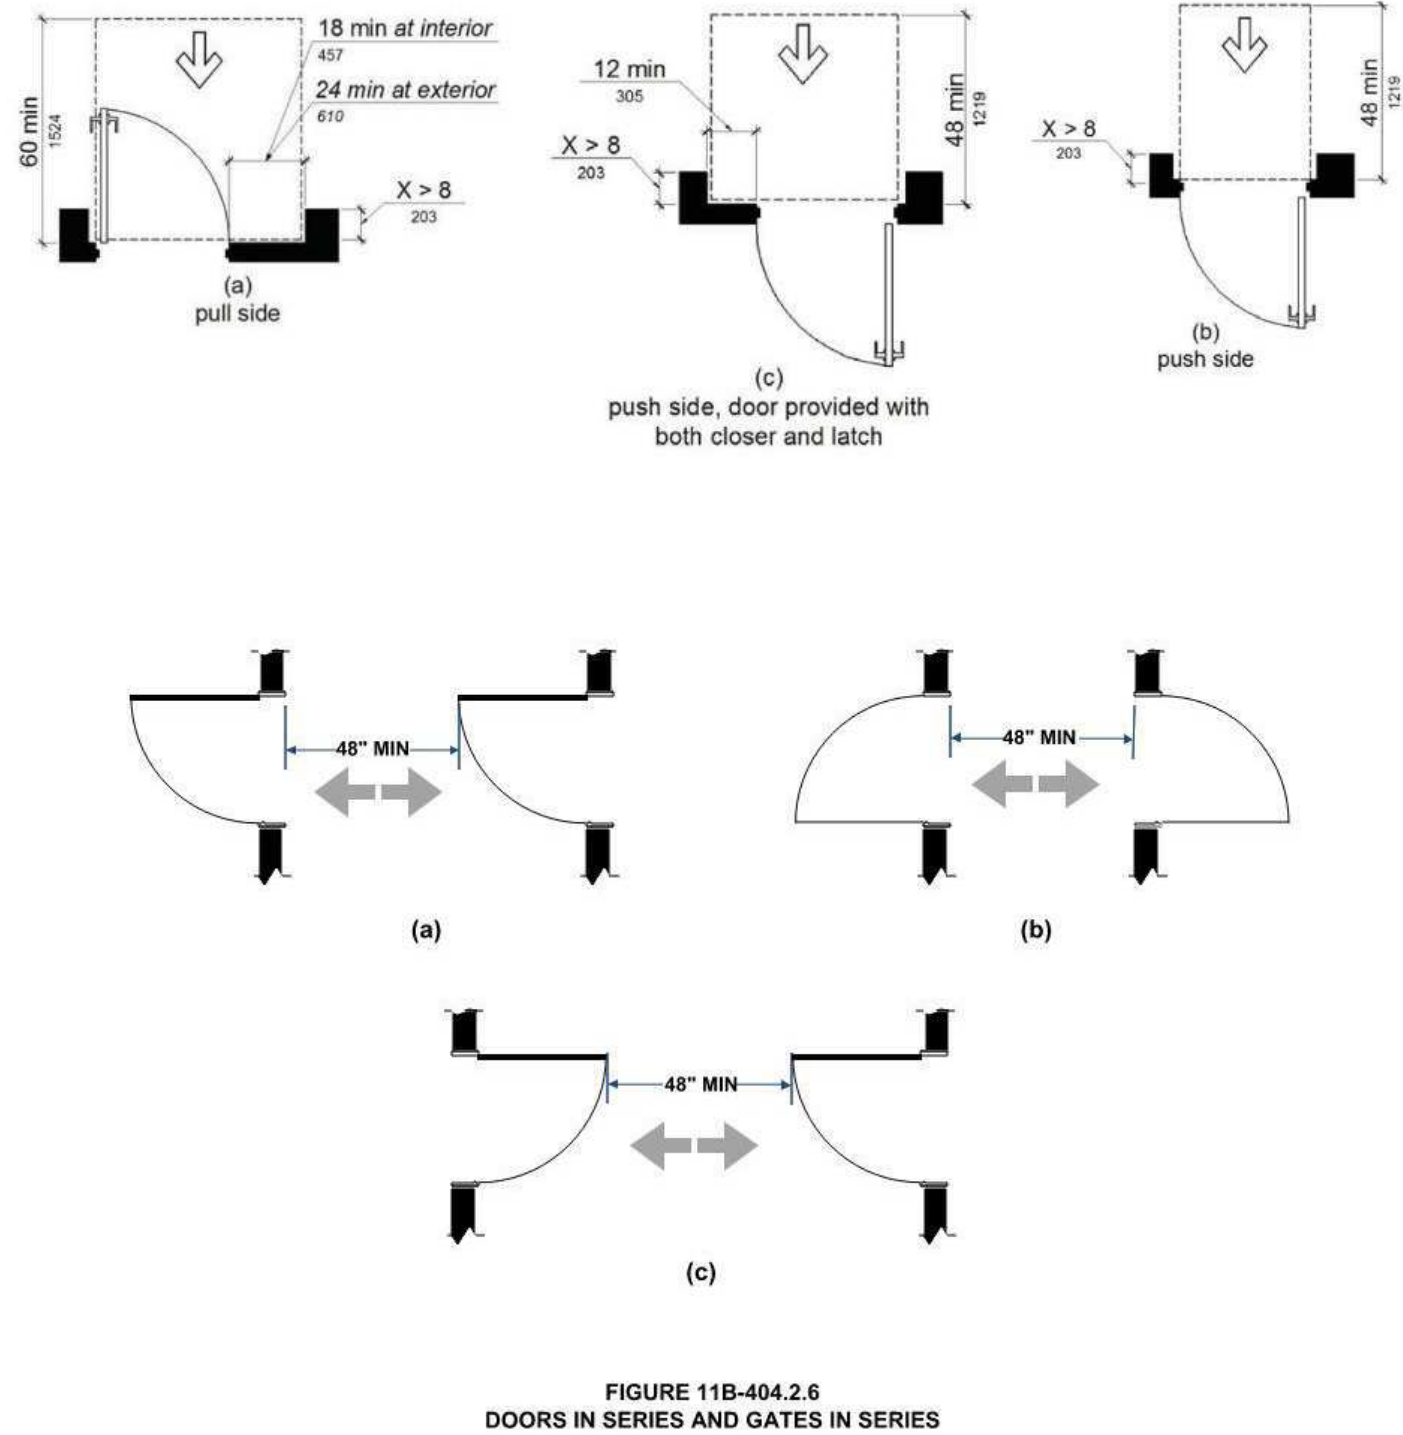 18 min at interior
457
24 min at exterior
610
60 min
1524
X > 8
203
(a)
pull side
12 min
305
X > 8
203
48 min
1219
(c)
push side, door provided with
both closer and latch
X > 8
203
48 min
1219
(b)
push side
48" MIN
(a)
48" MIN
(b)
48" MIN
(c)
FIGURE 11B-404.2.6
DOORS IN SERIES AND GATES IN SERIES